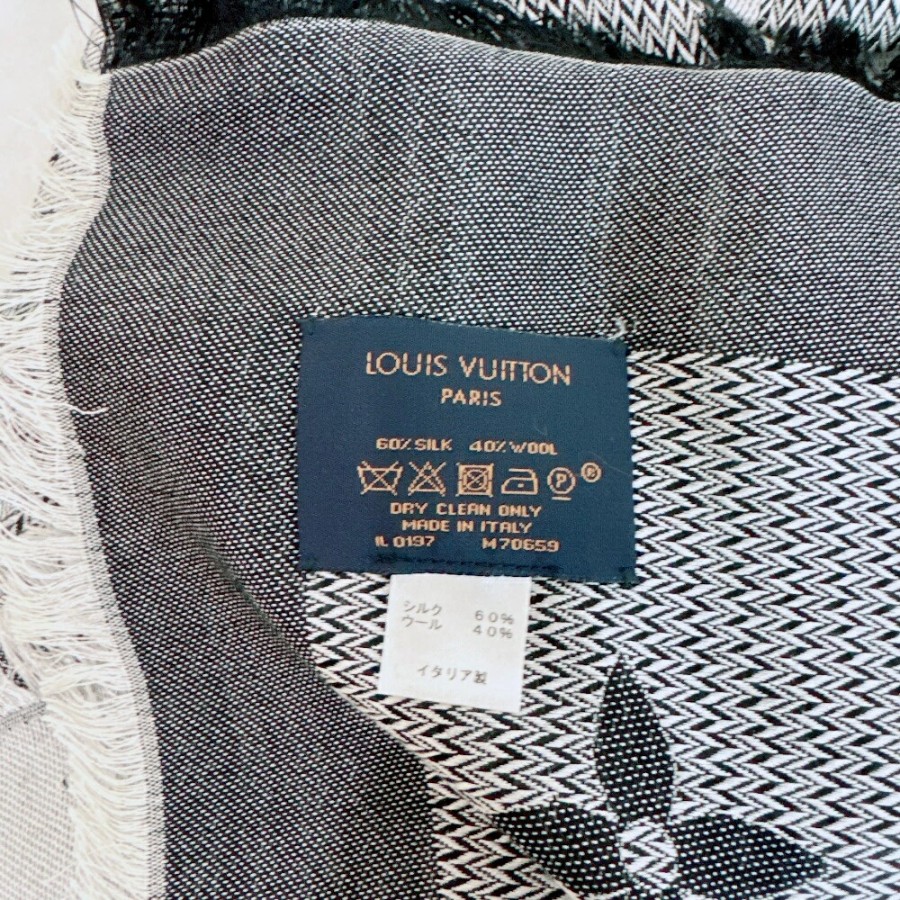 LOUIS VUITTON
PARIS
60% SILK 40% WOOL
P ®
DRY CLEAN ONLY
MADE IN ITALY
IL 0197 M70659
シルク 60%
ウール 40%
イタリア製